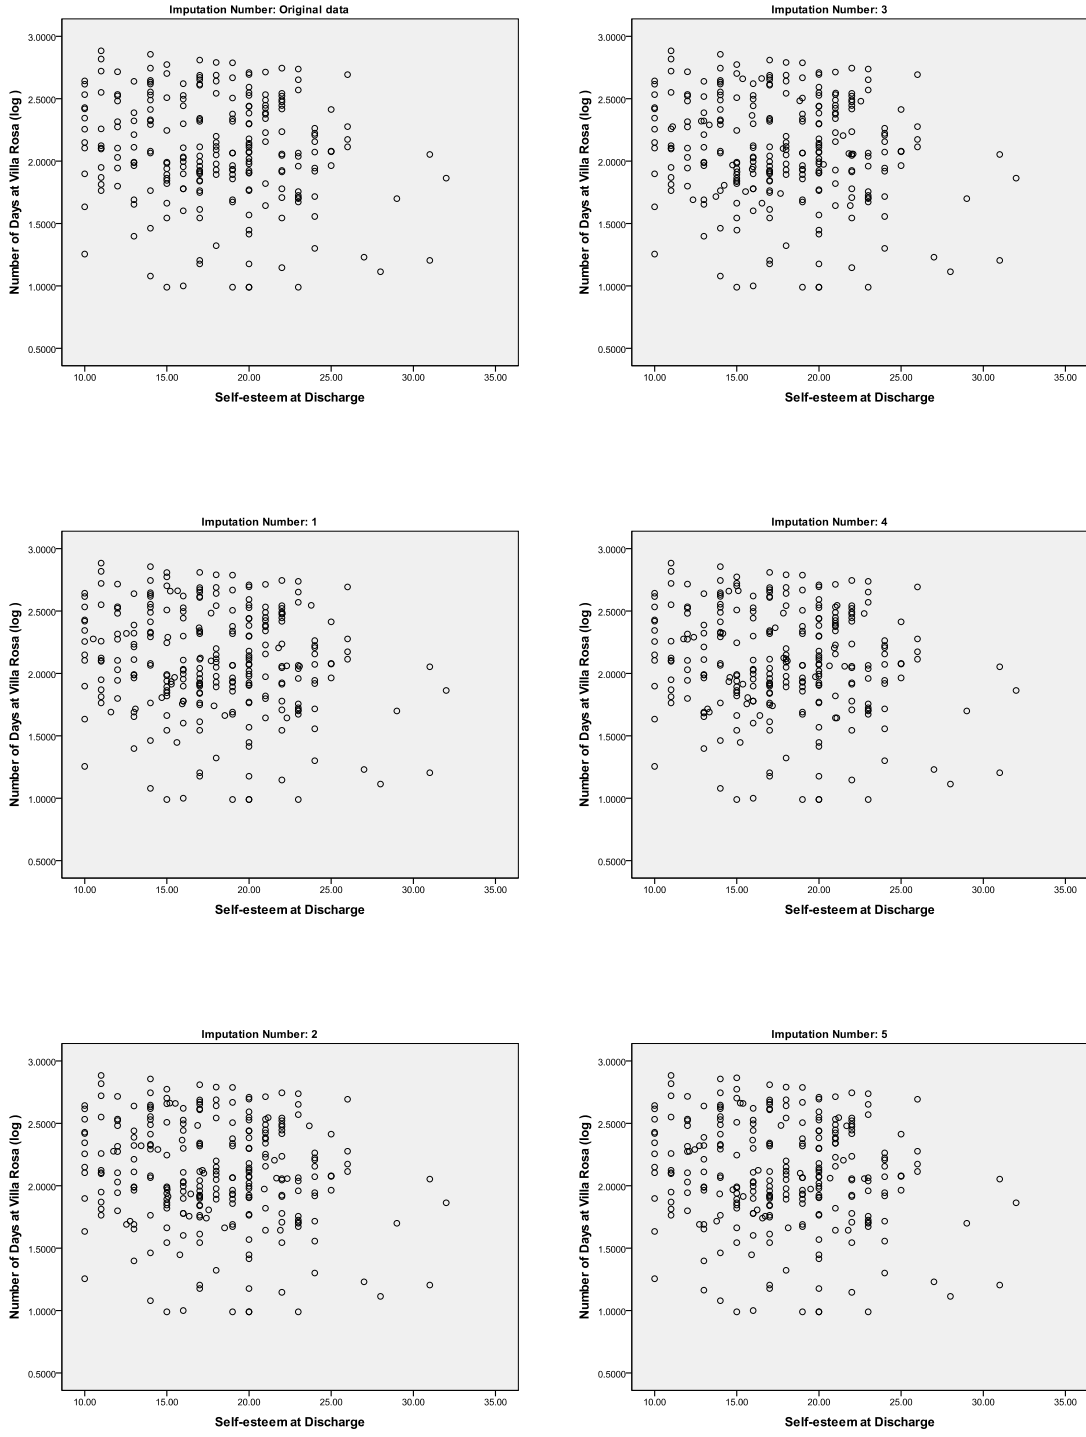 Imputation Number: Original data
3.0000
2.5000
2.0000
1.5000
1.0000
0.5000
Number of Days at Villa Rosa (log )
10.00 15.00 20.00 25.00 30.00 35.00
Self-esteem at Discharge
Imputation Number: 3
3.0000
2.5000
2.0000
1.5000
1.0000
0.5000
Number of Days at Villa Rosa (log )
10.00 15.00 20.00 25.00 30.00 35.00
Self-esteem at Discharge
Imputation Number: 1
3.0000
2.5000
2.0000
1.5000
1.0000
0.5000
Number of Days at Villa Rosa (log )
10.00 15.00 20.00 25.00 30.00 35.00
Self-esteem at Discharge
Imputation Number: 4
3.0000
2.5000
2.0000
1.5000
1.0000
0.5000
Number of Days at Villa Rosa (log )
10.00 15.00 20.00 25.00 30.00 35.00
Self-esteem at Discharge
Imputation Number: 2
3.0000
2.5000
2.0000
1.5000
1.0000
0.5000
Number of Days at Villa Rosa (log )
10.00 15.00 20.00 25.00 30.00 35.00
Self-esteem at Discharge
Imputation Number: 5
3.0000
2.5000
2.0000
1.5000
1.0000
0.5000
Number of Days at Villa Rosa (log )
10.00 15.00 20.00 25.00 30.00 35.00
Self-esteem at Discharge